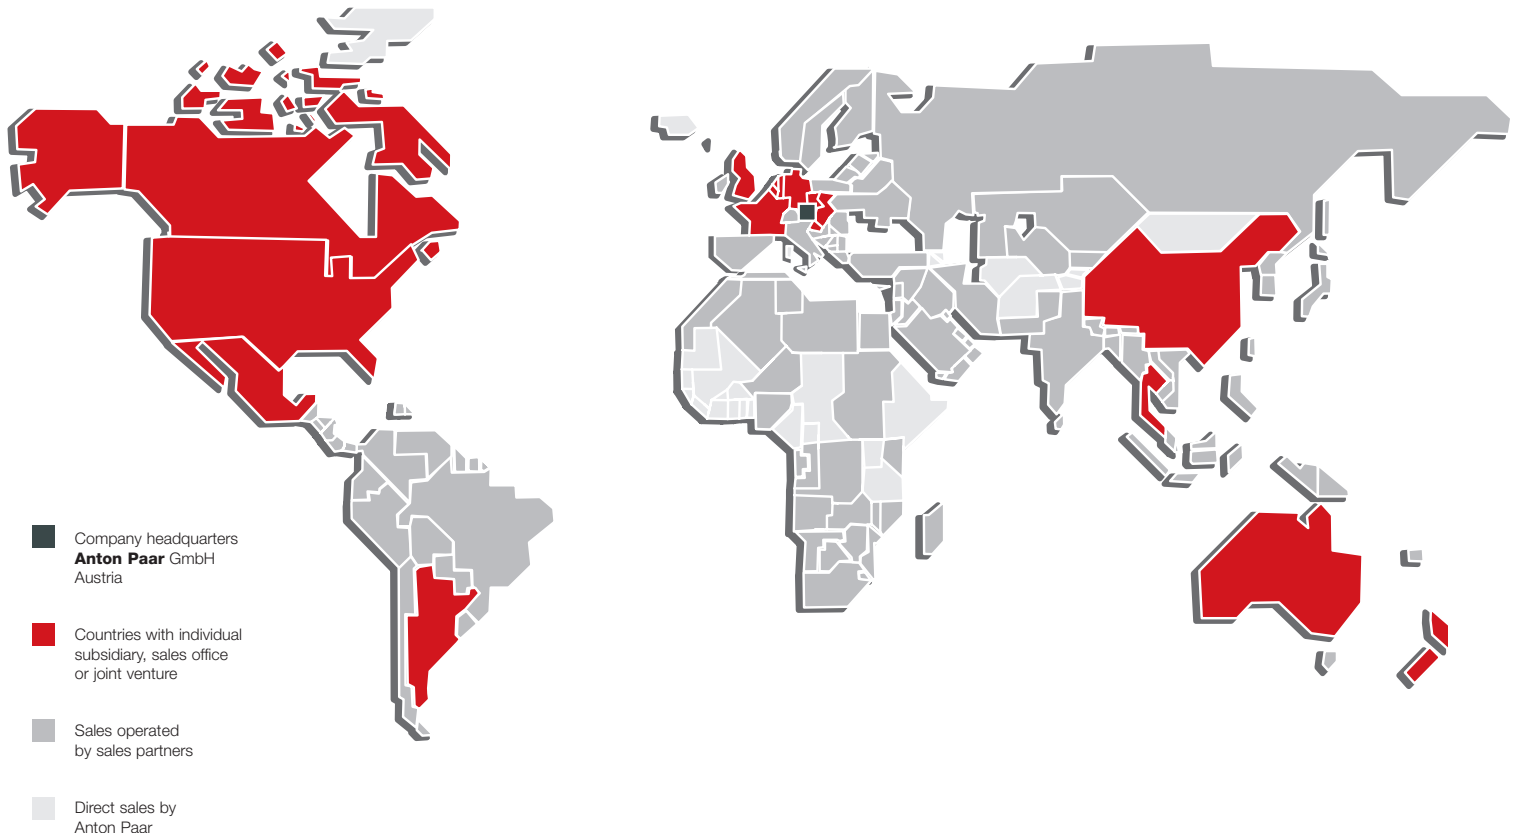 Company headquarters
Anton Paar GmbH
Austria
Countries with individual
subsidiary, sales office
or joint venture
Sales operated
by sales partners
Direct sales by
Anton Paar